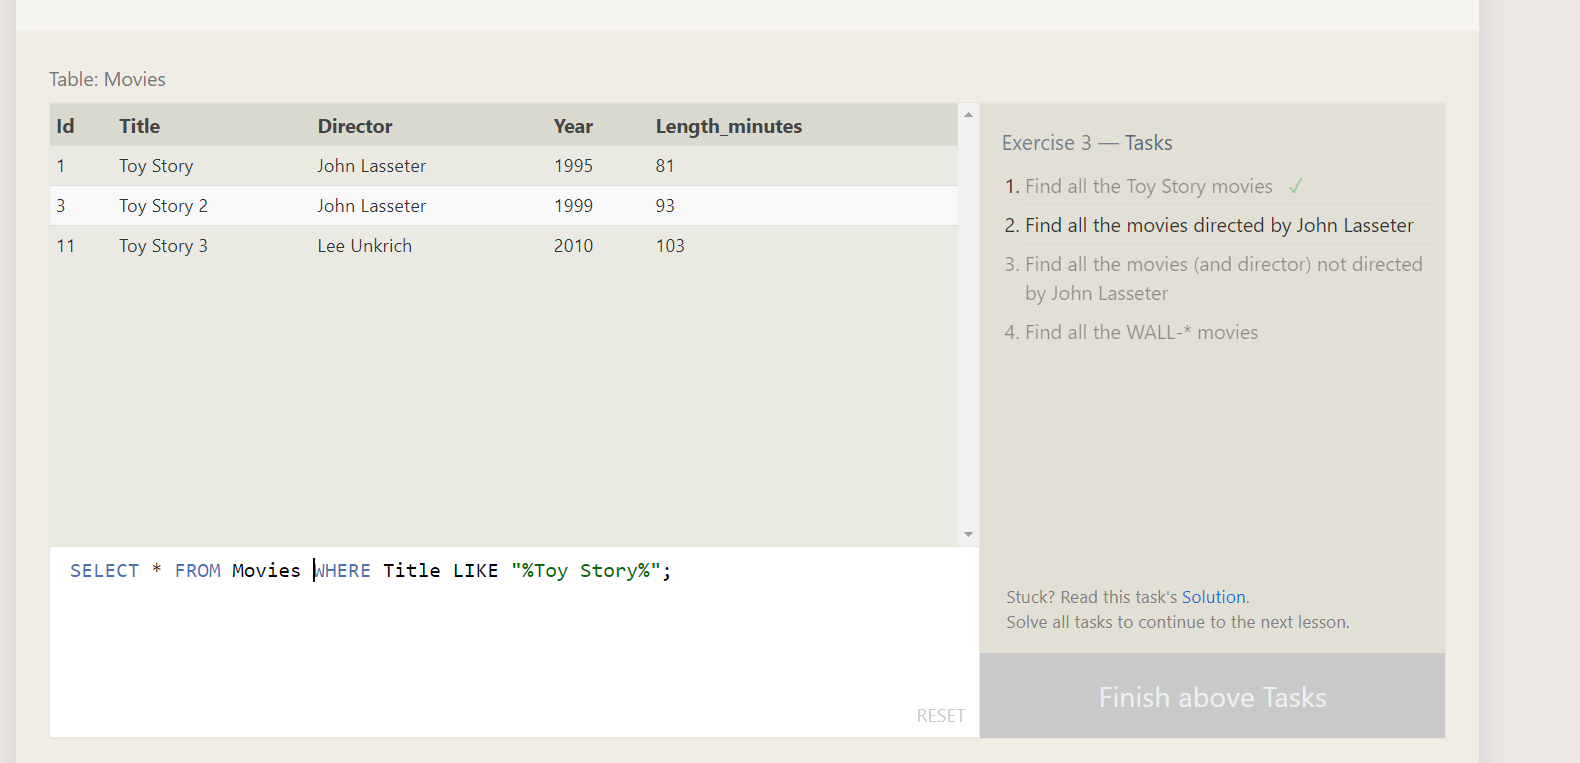 Table: Movies
Id Title Director Year Length_minutes
1 Toy Story John Lasseter 1995 81
3 Toy Story 2 John Lasseter 1999 93
11 Toy Story 3 Lee Unkrich 2010 103
SELECT * FROM Movies WHERE Title LIKE "%Toy Story%";
RESET
Exercise 3 — Tasks
1. Find all the Toy Story movies ✓
2. Find all the movies directed by John Lasseter
3. Find all the movies (and director) not directed
by John Lasseter
4. Find all the WALL-* movies
Stuck? Read this task's Solution.
Solve all tasks to continue to the next lesson.
Finish above Tasks